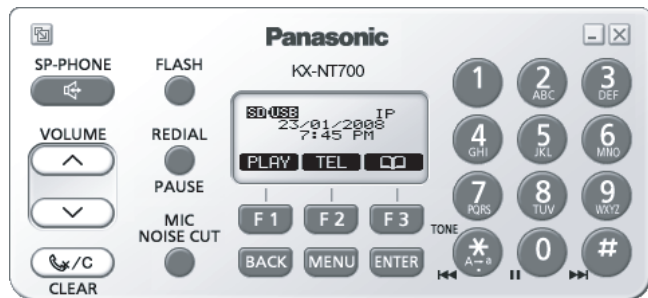 Panasonic
KX-NT700
SP-PHONE
FLASH
VOLUME
REDIAL
PAUSE
MIC
NOISE CUT
/C
CLEAR
SD USB IP
23/01/2008
7:45 PM
PLAY TEL
F 1 F 2 F 3
BACK MENU ENTER
1 2 ABC 3 DEF
4 GHI 5 JKL 6 MNO
7 PQRS 8 TUV 9 WXYZ
TONE
* A→a 0 #